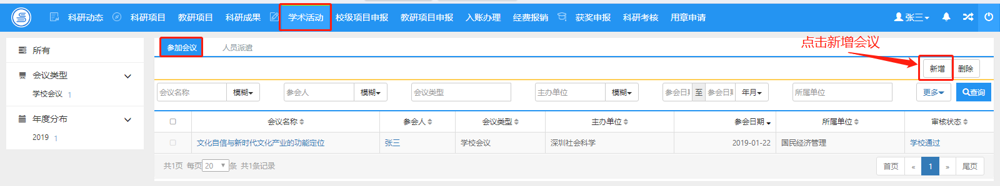 科研动态 科研项目 教研项目 科研成果 学术活动 校级项目申报 教研项目申报 入账办理 经费报销 获奖申报 科研考核 用章申请 张三
所有
会议类型
学校会议 1
年度分布
2019 1
参加会议 人员派遣
点击新增会议
新增 删除
会议名称 模糊 参会人 模糊 会议类型 主办单位 模糊 参会日期 至 参会日期 年月 所属单位 更多 查询
会议名称 参会人 会议类型 主办单位 参会日期 所属单位 审核状态
文化自信与新时代文化产业的功能定位 张三 学校会议 深圳社会科学 2019-01-22 国民经济管理 学校通过
共1页 每页 20 条 共1条记录
首页 « 1 » 尾页